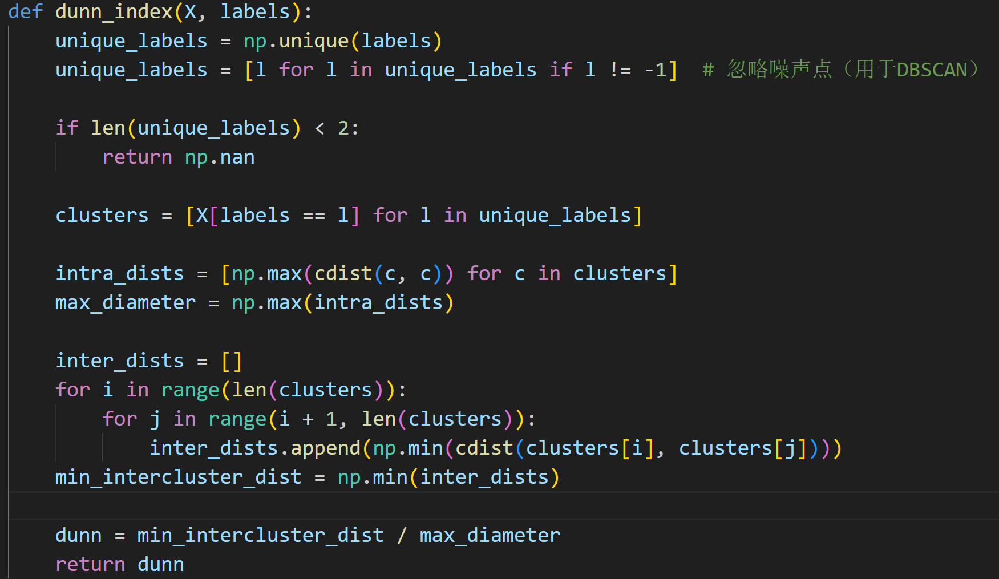 def dunn_index(X, labels):
    unique_labels = np.unique(labels)
    unique_labels = [l for l in unique_labels if l != -1]  # 忽略噪声点（用于DBSCAN）
    if len(unique_labels) < 2:
        return np.nan
    clusters = [X[labels == l] for l in unique_labels]
    intra_dists = [np.max(cdist(c, c)) for c in clusters]
    max_diameter = np.max(intra_dists)
    inter_dists = []
    for i in range(len(clusters)):
        for j in range(i + 1, len(clusters)):
            inter_dists.append(np.min(cdist(clusters[i], clusters[j])))
    min_intercluster_dist = np.min(inter_dists)
    dunn = min_intercluster_dist / max_diameter
    return dunn